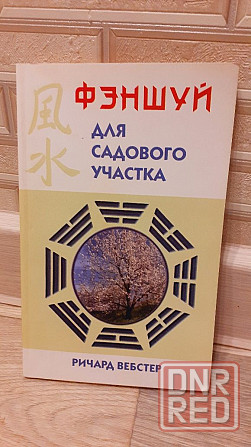 風水
ФЭНШУЙ
ДЛЯ
САДОВОГО
УЧАСТКА
РИЧАРД ВЕБСТЕР
DNR
RED